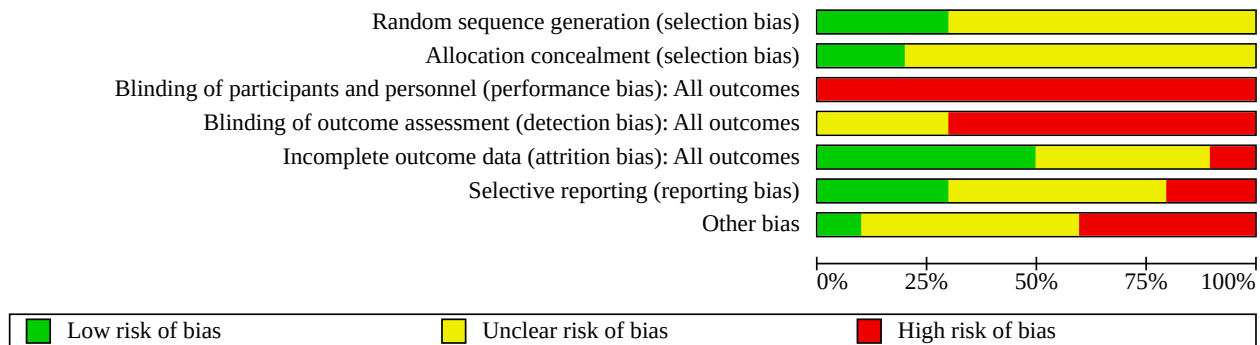 Random sequence generation (selection bias)
Allocation concealment (selection bias)
Blinding of participants and personnel (performance bias): All outcomes
Blinding of outcome assessment (detection bias): All outcomes
Incomplete outcome data (attrition bias): All outcomes
Selective reporting (reporting bias)
Other bias
0% 25% 50% 75% 100%
Low risk of bias Unclear risk of bias High risk of bias